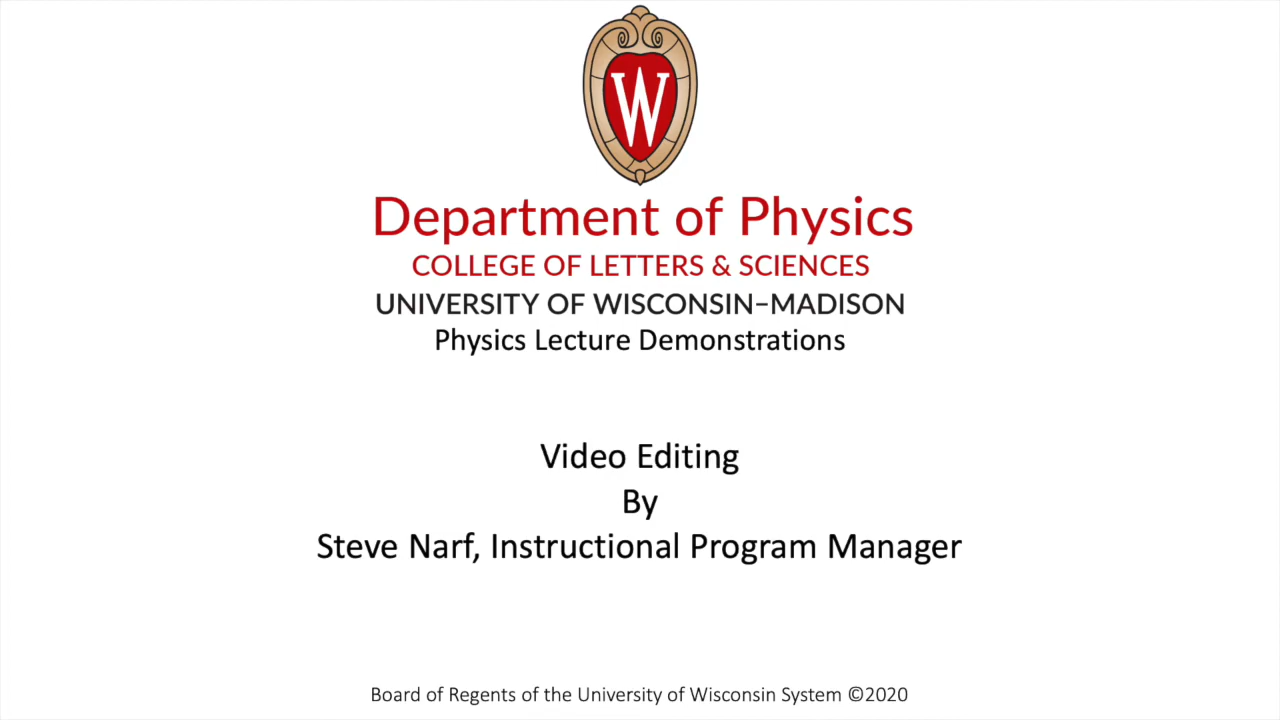 W
Department of Physics
COLLEGE OF LETTERS & SCIENCES
UNIVERSITY OF WISCONSIN–MADISON
Physics Lecture Demonstrations
Video Editing
By
Steve Narf, Instructional Program Manager
Board of Regents of the University of Wisconsin System ©2020